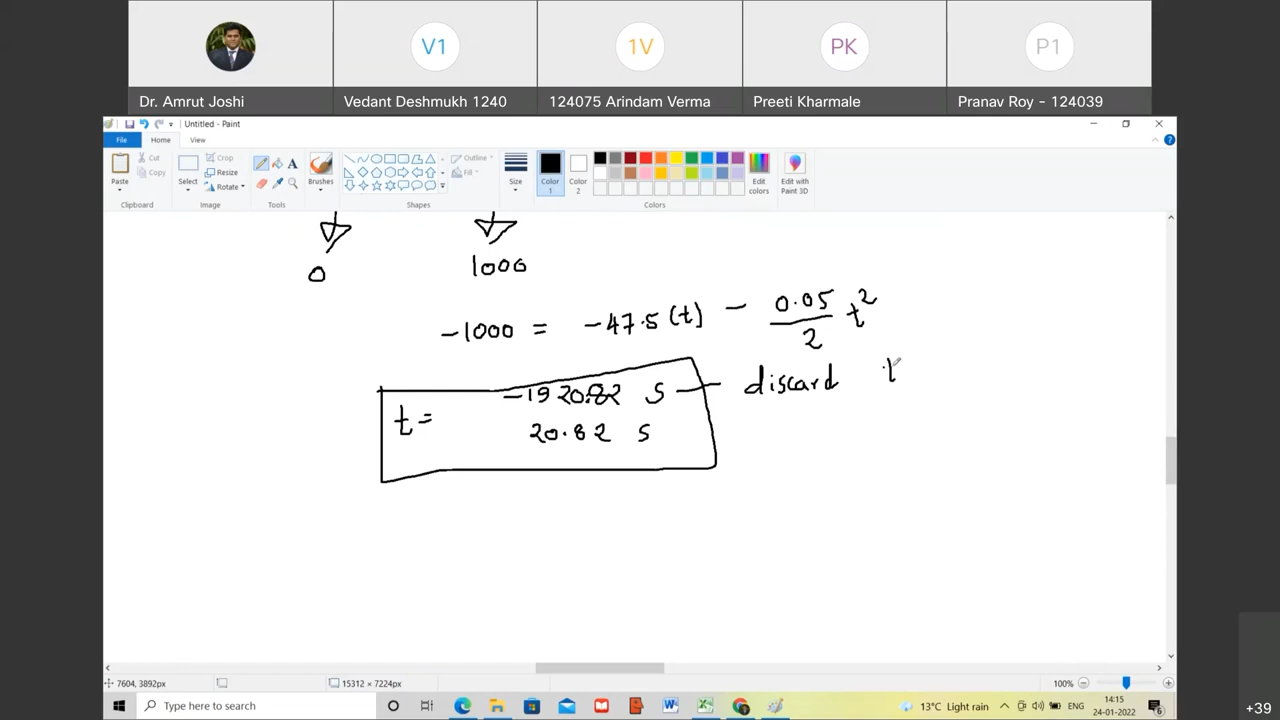 V1
1V
PK
P1
Dr. Amrut Joshi
Vedant Deshmukh 1240
124075 Arindam Verma
Preeti Kharmale
Pranav Roy - 124039
Untitled - Paint
File
Home
View
Paste
Cut
Copy
Clipboard
Select
Crop
Resize
Rotate
Image
A
Tools
Brushes
Shapes
Outline
Fill
Size
Color 1
Color 2
Edit colors
Edit with Paint 3D
Colors
0
1000
-1000 = -47.5 (t) - 0.05/2 t²
-1920.82 S — discard t
t =
20.82 S
7604, 3892px
15312 × 7224px
100%
Type here to search
13°C Light rain
ENG
14:15
24-01-2022
6
+39